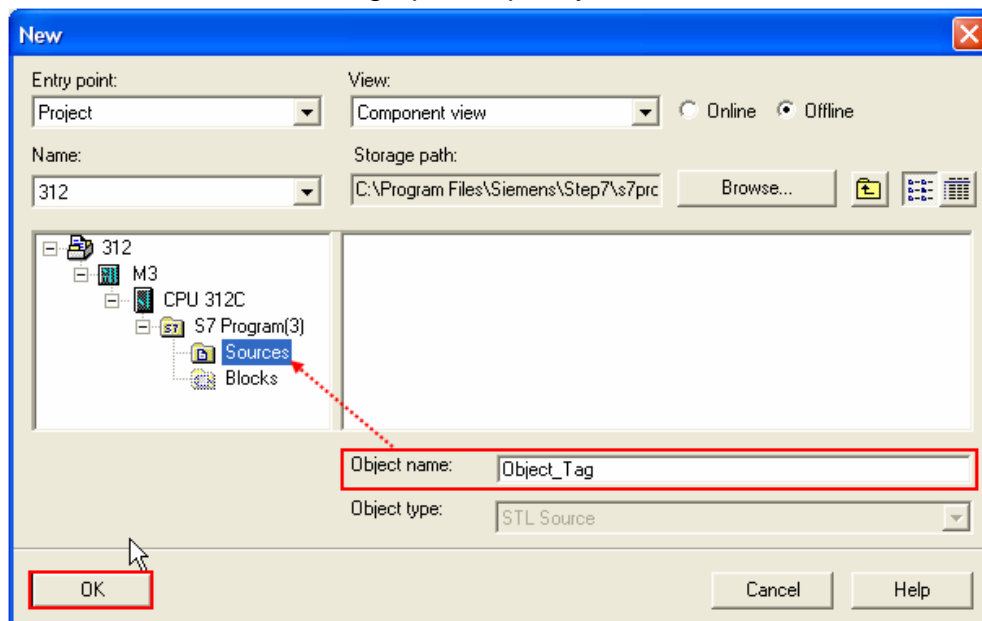 New
Entry point:
View:
Project
Component view
Online
Offline
Name:
Storage path:
312
C:\Program Files\Siemens\Step7\s7prc
Browse...
312
M3
CPU 312C
S7 Program(3)
Sources
Blocks
Object name:
Object_Tag
Object type:
STL Source
OK
Cancel
Help